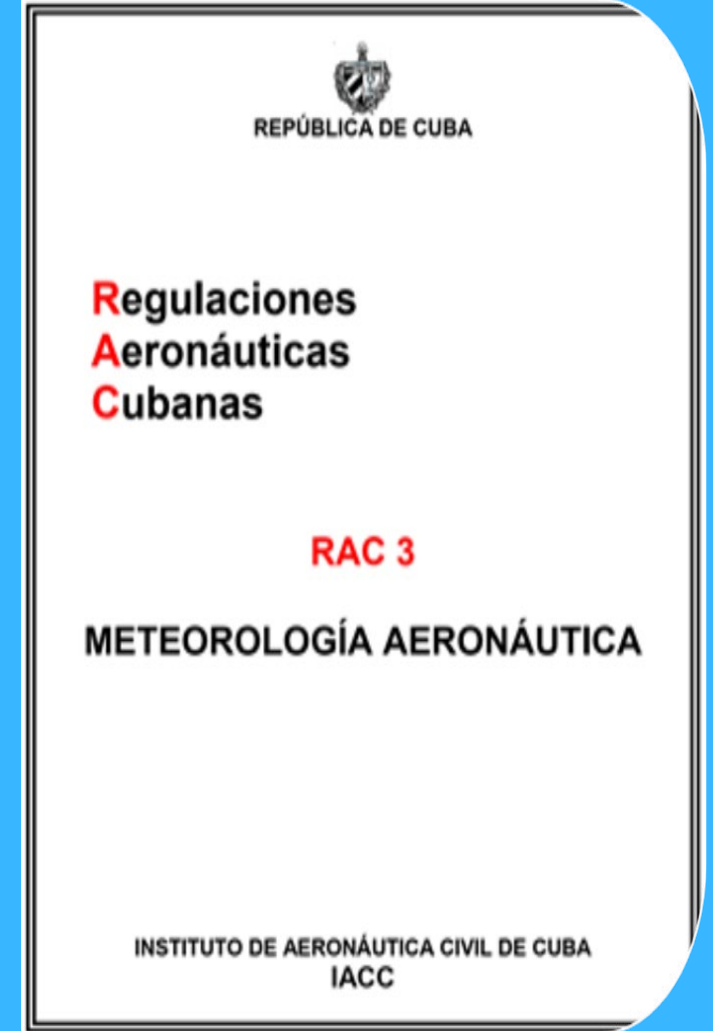 REPÚBLICA DE CUBA
Regulaciones
Aeronáuticas
Cubanas
RAC 3
METEOROLOGÍA AERONÁUTICA
INSTITUTO DE AERONÁUTICA CIVIL DE CUBA
IACC